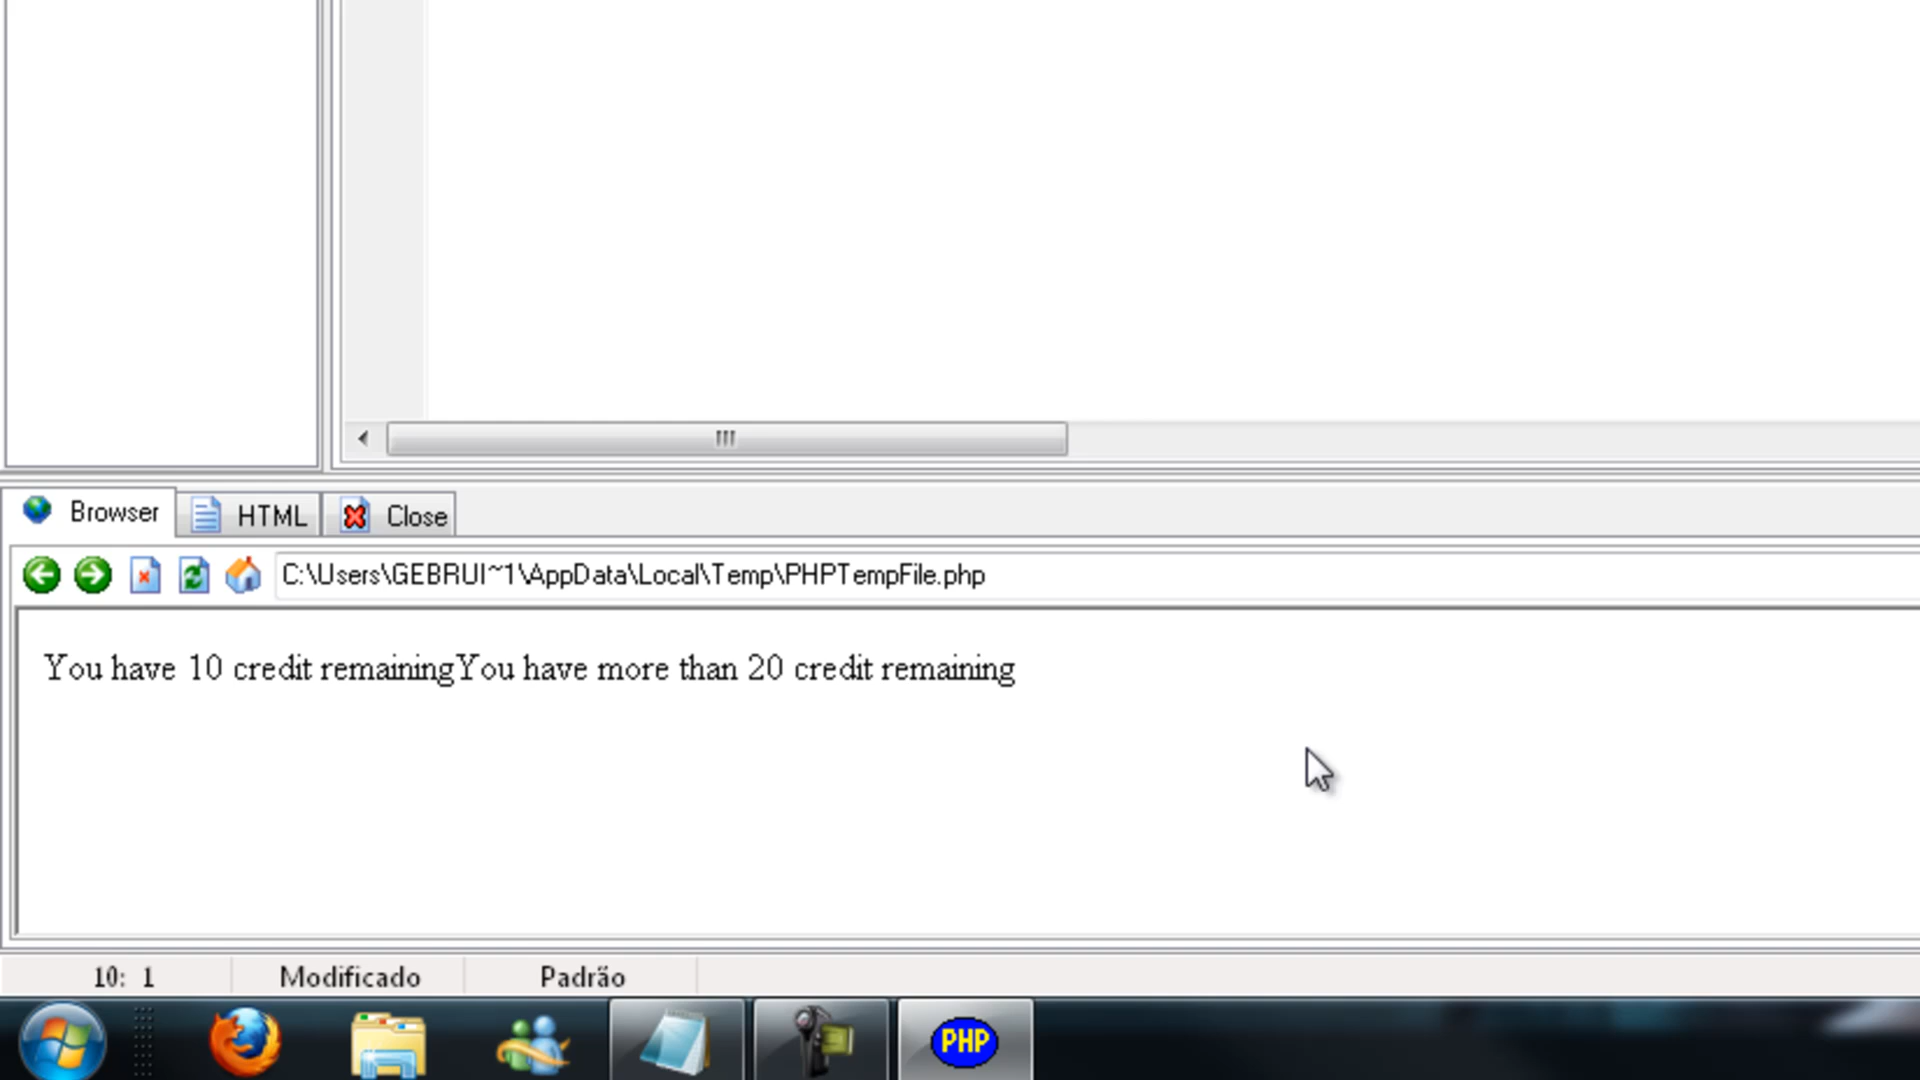 Browser
HTML
Close
C:\Users\GEBRUI~1\AppData\Local\Temp\PHPTempFile.php
You have 10 credit remainingYou have more than 20 credit remaining
10: 1
Modificado
Padrão
PHP